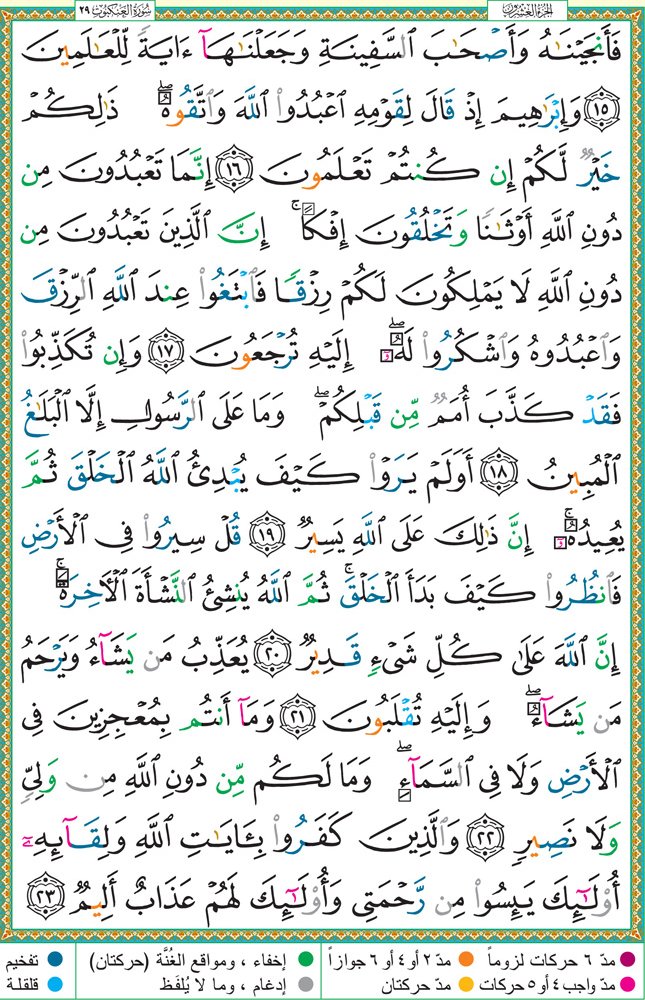 الجزء العشرون
سورة العنكبوت ٢٩
فَأَنجَيْنَٰهُ وَأَصْحَٰبَ ٱلسَّفِينَةِ وَجَعَلْنَٰهَآ ءَايَةً لِّلْعَٰلَمِينَ
١٥ وَإِبْرَٰهِيمَ إِذْ قَالَ لِقَوْمِهِ ٱعْبُدُوا۟ ٱللَّهَ وَٱتَّقُوهُ ۖ ذَٰلِكُمْ
خَيْرٌ لَّكُمْ إِن كُنتُمْ تَعْلَمُونَ ١٦ إِنَّمَا تَعْبُدُونَ مِن
دُونِ ٱللَّهِ أَوْثَٰنًا وَتَخْلُقُونَ إِفْكًا ۚ إِنَّ ٱلَّذِينَ تَعْبُدُونَ مِن
دُونِ ٱللَّهِ لَا يَمْلِكُونَ لَكُمْ رِزْقًا فَٱبْتَغُوا۟ عِندَ ٱللَّهِ ٱلرِّزْقَ
وَٱعْبُدُوهُ وَٱشْكُرُوا۟ لَهُۥٓ ۖ إِلَيْهِ تُرْجَعُونَ ١٧ وَإِن تُكَذِّبُوا۟
فَقَدْ كَذَّبَ أُمَمٌ مِّن قَبْلِكُمْ ۖ وَمَا عَلَى ٱلرَّسُولِ إِلَّا ٱلْبَلَٰغُ
ٱلْمُبِينُ ١٨ أَوَلَمْ يَرَوْا۟ كَيْفَ يُبْدِئُ ٱللَّهُ ٱلْخَلْقَ ثُمَّ
يُعِيدُهُۥٓ ۚ إِنَّ ذَٰلِكَ عَلَى ٱللَّهِ يَسِيرٌ ١٩ قُلْ سِيرُوا۟ فِى ٱلْأَرْضِ
فَٱنظُرُوا۟ كَيْفَ بَدَأَ ٱلْخَلْقَ ۚ ثُمَّ ٱللَّهُ يُنشِئُ ٱلنَّشْأَةَ ٱلْءَاخِرَةَ ۚ
إِنَّ ٱللَّهَ عَلَىٰ كُلِّ شَىْءٍ قَدِيرٌ ٢٠ يُعَذِّبُ مَن يَشَآءُ وَيَرْحَمُ
مَن يَشَآءُ ۖ وَإِلَيْهِ تُقْلَبُونَ ٢١ وَمَآ أَنتُم بِمُعْجِزِينَ فِى
ٱلْأَرْضِ وَلَا فِى ٱلسَّمَآءِ ۖ وَمَا لَكُم مِّن دُونِ ٱللَّهِ مِن وَلِىٍّ
وَلَا نَصِيرٍ ٢٢ وَٱلَّذِينَ كَفَرُوا۟ بِـَٔايَٰتِ ٱللَّهِ وَلِقَآئِهِۦٓ
أُو۟لَٰٓئِكَ يَئِسُوا۟ مِن رَّحْمَتِى وَأُو۟لَٰٓئِكَ لَهُمْ عَذَابٌ أَلِيمٌ ٢٣
مدّ ٦ حركات لزوماً مدّ ٢ أو ٤ أو ٦ جوازاً إخفاء ، ومواقع الغُنَّة (حركتان) تفخيم
مدّ واجب ٤ أو ٥ حركات مدّ حركتان إدغام ، وما لا يُلفَظ قلقلة